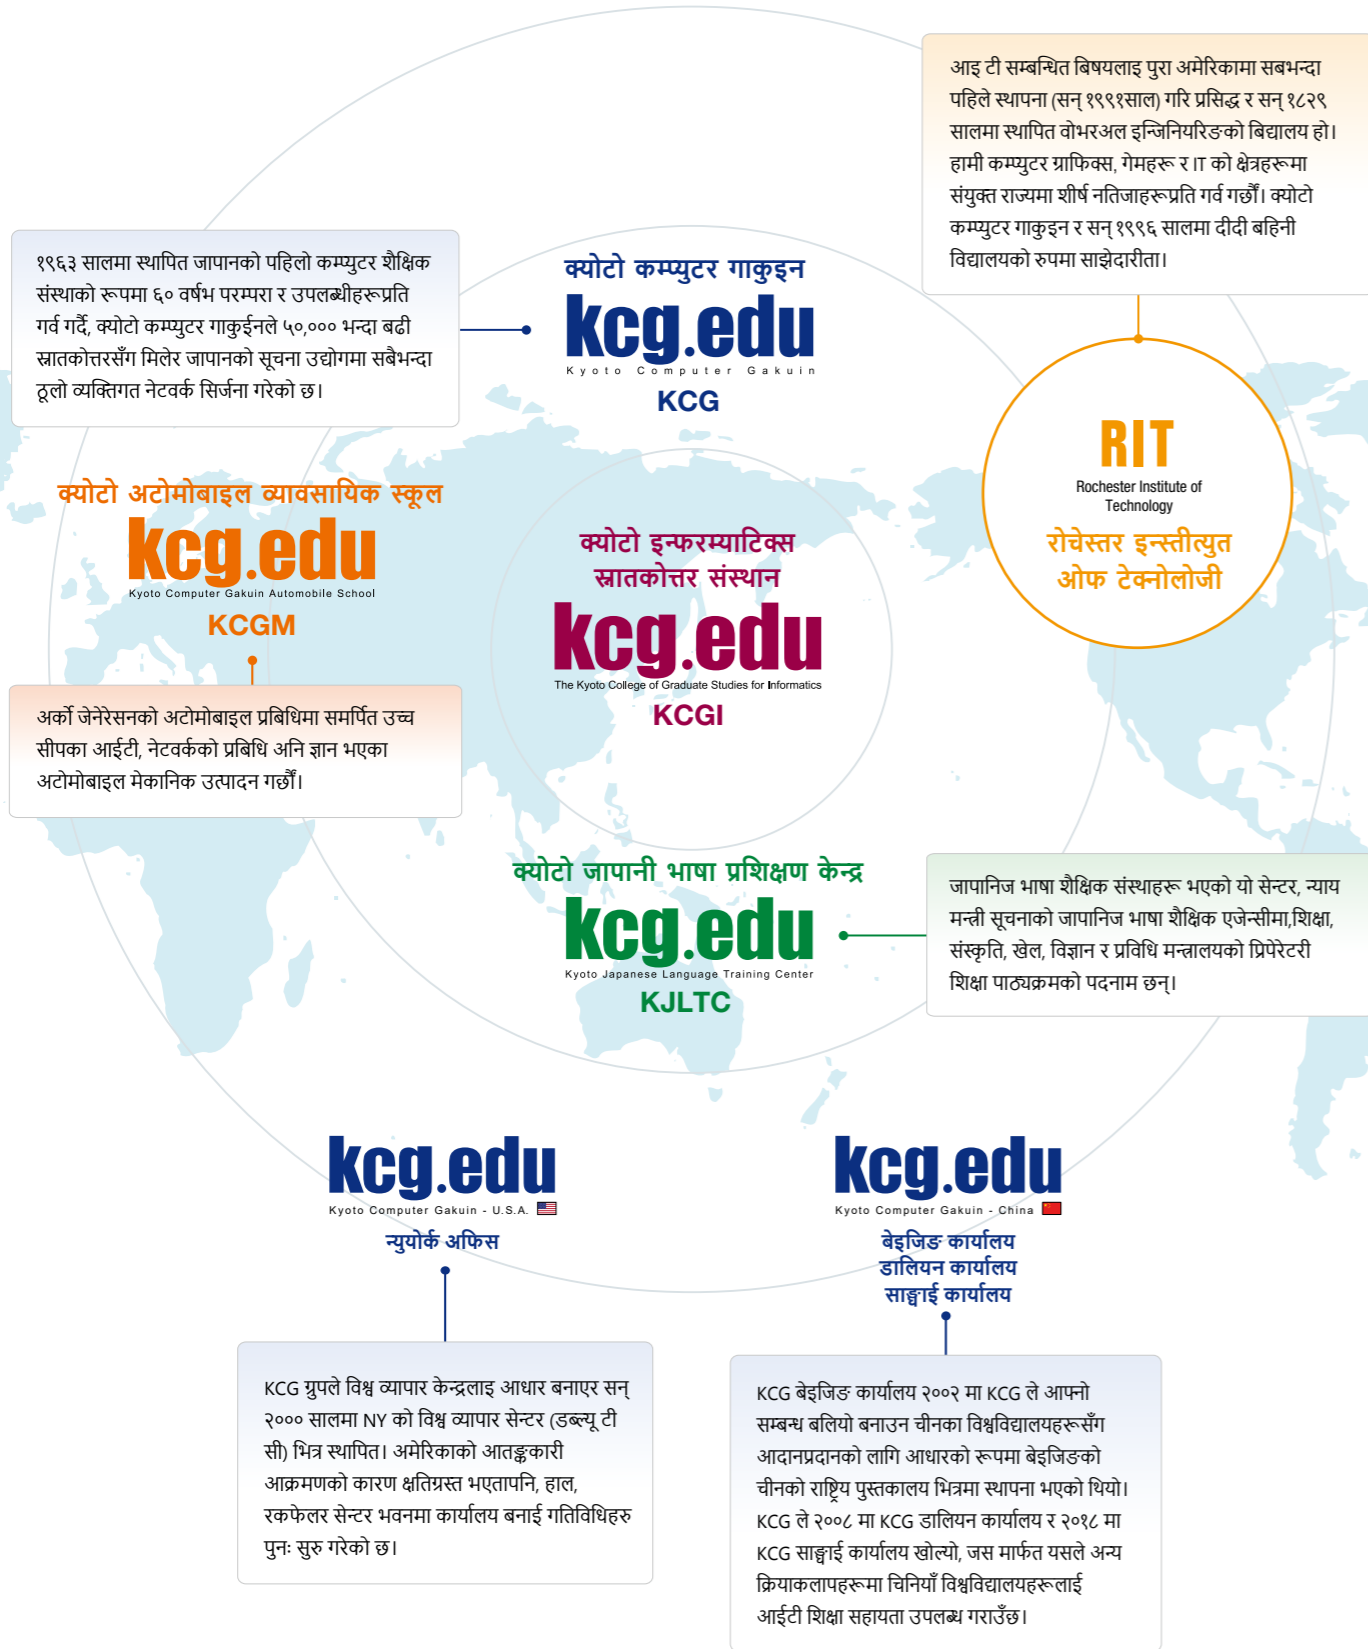 आइ टी सम्बन्धित बिषयलाइ पुरा अमेरिकामा सबभन्दा
पहिले स्थापना (सन् १९९१साल) गरि प्रसिद्ध र सन् १८२९
सालमा स्थापित वोभरअल इन्जिनियरिङको बिद्यालय हो।
हामी कम्प्युटर ग्राफिक्स, गेमहरू र IT को क्षेत्रहरूमा
संयुक्त राज्यमा शीर्ष नतिजाहरूप्रति गर्व गर्छौं। क्योटो
कम्प्युटर गाकुइन र सन् १९९६ सालमा दीदी बहिनी
विद्यालयको रुपमा साझेदारीता।
१९६३ सालमा स्थापित जापानको पहिलो कम्प्युटर शैक्षिक
संस्थाको रूपमा ६० वर्षभ परम्परा र उपलब्धीहरूप्रति
गर्व गर्दै, क्योटो कम्प्युटर गाकुईनले ५०,००० भन्दा बढी
स्नातकोत्तरसँग मिलेर जापानको सूचना उद्योगमा सबैभन्दा
ठूलो व्यक्तिगत नेटवर्क सिर्जना गरेको छ।
क्योटो कम्प्युटर गाकुइन
kcg.edu
Kyoto Computer Gakuin
KCG
RIT
Rochester Institute of
Technology
रोचेस्तर इन्स्तीत्युत
ओफ टेक्नोलोजी
क्योटो अटोमोबाइल व्यावसायिक स्कूल
kcg.edu
Kyoto Computer Gakuin Automobile School
KCGM
क्योटो इन्फरम्याटिक्स
स्नातकोत्तर संस्थान
kcg.edu
The Kyoto College of Graduate Studies for Informatics
KCGI
अर्को जेनेरेसनको अटोमोबाइल प्रबिधिमा समर्पित उच्च
सीपका आईटी, नेटवर्कको प्रबिधि अनि ज्ञान भएका
अटोमोबाइल मेकानिक उत्पादन गर्छौं।
क्योटो जापानी भाषा प्रशिक्षण केन्द्र
kcg.edu
Kyoto Japanese Language Training Center
KJLTC
जापानिज भाषा शैक्षिक संस्थाहरू भएको यो सेन्टर, न्याय
मन्त्री सूचनाको जापानिज भाषा शैक्षिक एजेन्सीमा,शिक्षा,
संस्कृति, खेल, विज्ञान र प्रविधि मन्त्रालयको प्रिपेरेटरी
शिक्षा पाठ्यक्रमको पदनाम छन्।
kcg.edu
Kyoto Computer Gakuin - U.S.A.
न्युयोर्क अफिस
kcg.edu
Kyoto Computer Gakuin - China
बेइजिङ कार्यालय
डालियन कार्यालय
साङ्घाई कार्यालय
KCG ग्रुपले विश्व व्यापार केन्द्रलाइ आधार बनाएर सन्
२००० सालमा NY को विश्व व्यापार सेन्टर (डब्ल्यू टी
सी) भित्र स्थापित। अमेरिकाको आतङ्ककारी
आक्रमणको कारण क्षतिग्रस्त भएतापनि, हाल,
रकफेलर सेन्टर भवनमा कार्यालय बनाई गतिविधिहरु
पुनः सुरु गरेको छ।
KCG बेइजिङ कार्यालय २००२ मा KCG ले आफ्नो
सम्बन्ध बलियो बनाउन चीनका विश्वविद्यालयहरूसँग
आदानप्रदानको लागि आधारको रूपमा बेइजिङको
चीनको राष्ट्रिय पुस्तकालय भित्रमा स्थापना भएको थियो।
KCG ले २००८ मा KCG डालियन कार्यालय र २०१८ मा
KCG साङ्घाई कार्यालय खोल्यो, जस मार्फत यसले अन्य
क्रियाकलापहरूमा चिनियाँ विश्वविद्यालयहरूलाई
आईटी शिक्षा सहायता उपलब्ध गराउँछ।